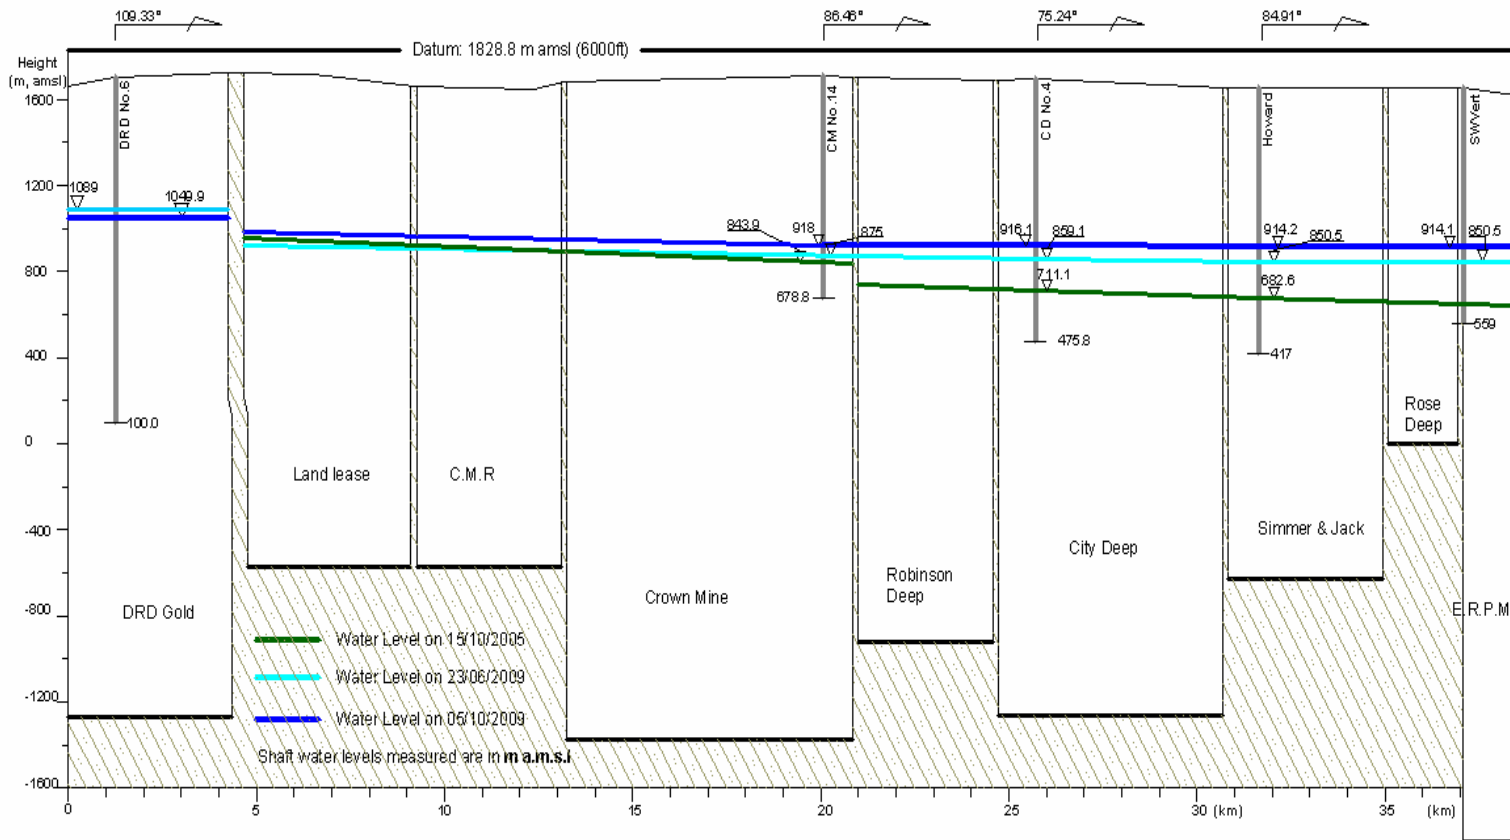 109.33°
86.46°
75.24°
84.91°
Datum: 1828.8 m amsl (6000ft)
Height
(m, amsl)
1600
1200
800
400
0
-400
-800
-1200
-1600
DRD No.6
CM No.14
CD No.4
Howard
SWVert
1089
1049.9
843.9
918
875
916.1
859.1
914.2
850.5
914.1
850.5
711.1
682.6
678.8
475.8
417
559
100.0
Rose
Deep
Land lease
C.M.R
Simmer & Jack
City Deep
Robinson
Deep
Crown Mine
DRD Gold
E.R.P.M
Water Level on 15/10/2005
Water Level on 23/06/2009
Water Level on 05/10/2009
Shaft water levels measured are in m a.m.s.l
0
5
10
15
20
25
30 (km)
35
(km)